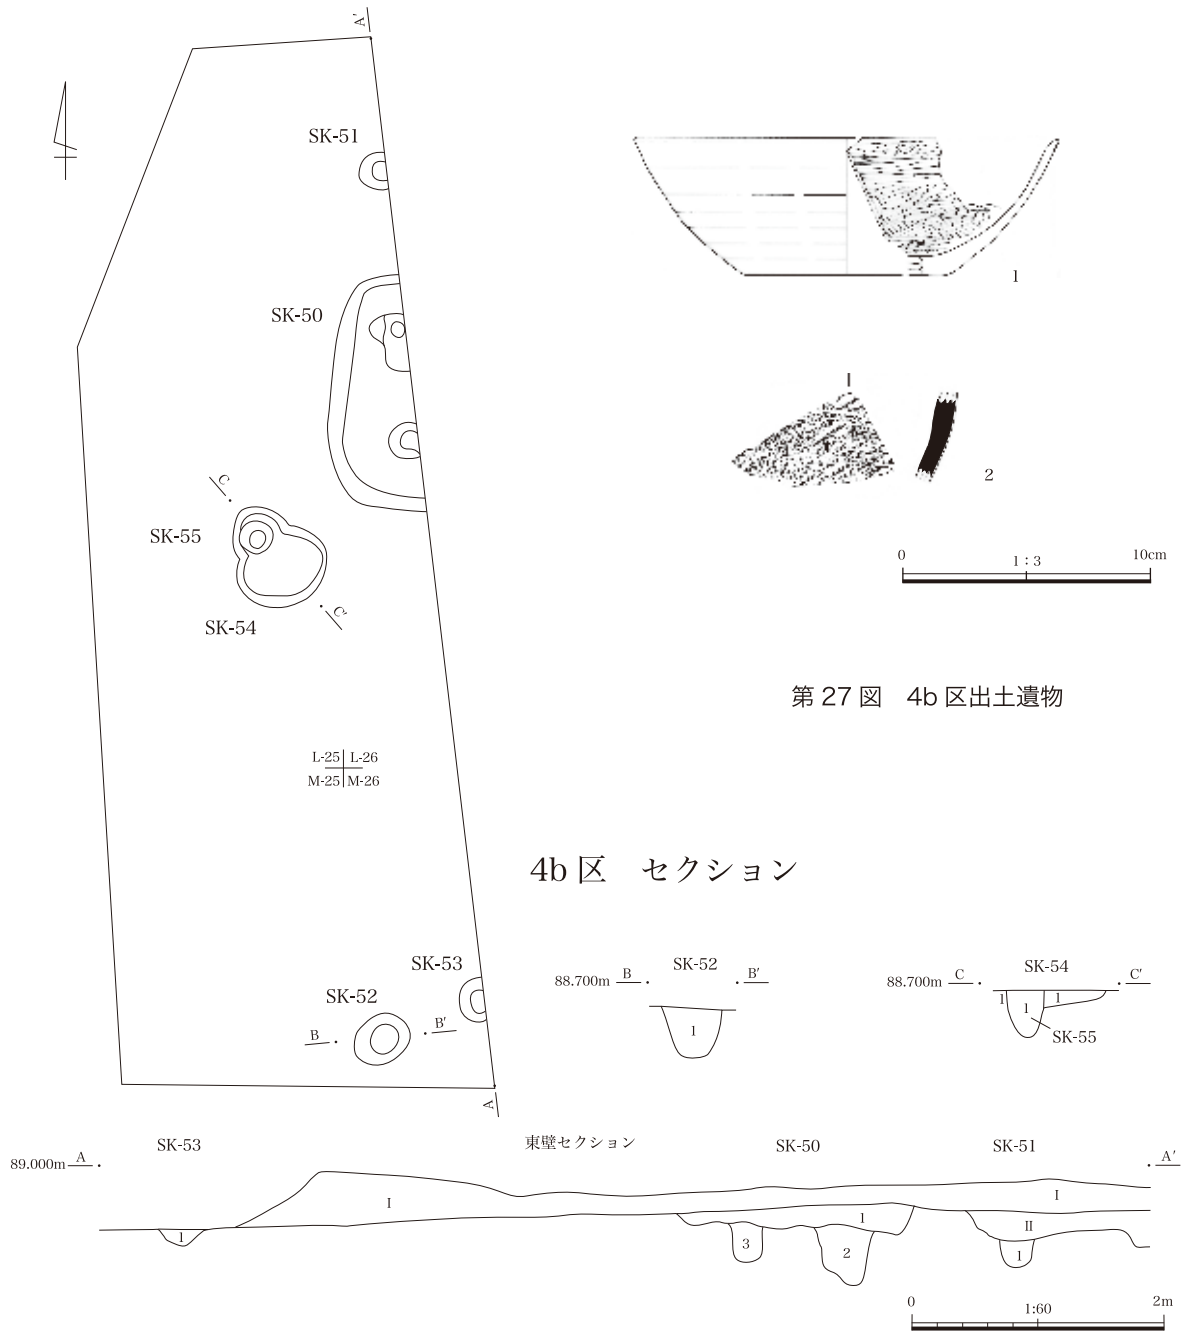 A'
SK-51
SK-50
C
SK-55
C'
SK-54
L-25 L-26
M-25 M-26
SK-53
SK-52
B B'
A
1
2
0 1 : 3 10cm
第 27 図 4b 区出土遺物
4b 区 セクション
SK-52
88.700m B B'
1
SK-54
88.700m C C'
1 1 1
SK-55
SK-53 東壁セクション SK-50 SK-51
89.000m A A'
I I
1 1 II
3 2 1
0 1:60 2m